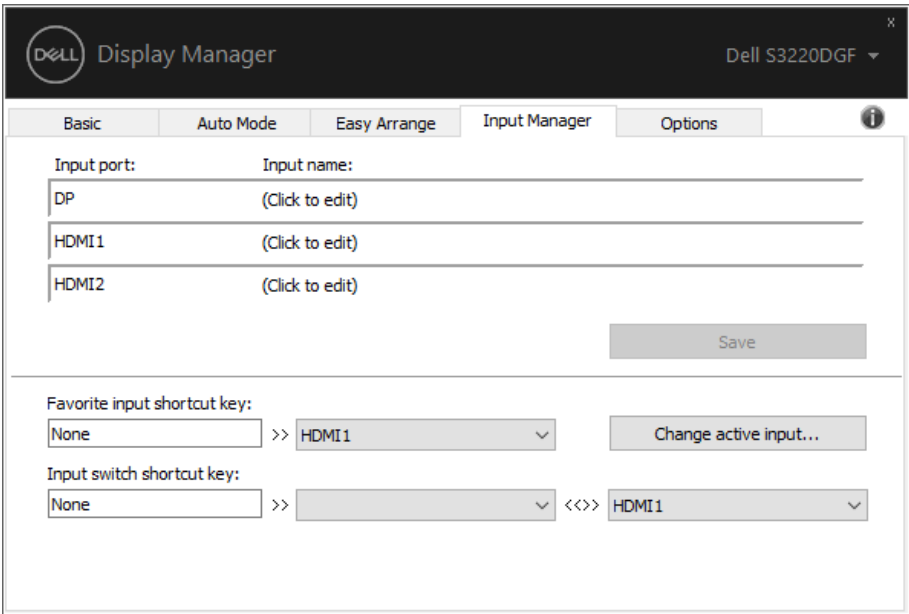 x
DELL Display Manager Dell S3220DGF
Basic Auto Mode Easy Arrange Input Manager Options
Input port: Input name:
DP (Click to edit)
HDMI1 (Click to edit)
HDMI2 (Click to edit)
Save
Favorite input shortcut key:
None >> HDMI1 Change active input...
Input switch shortcut key:
None >> <<>> HDMI1